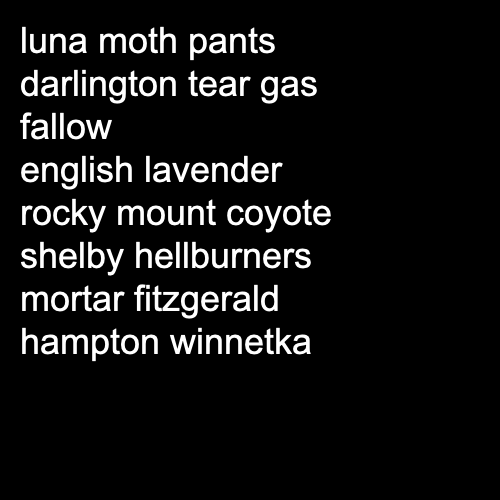 luna moth pants
darlington tear gas
fallow
english lavender
rocky mount coyote
shelby hellburners
mortar fitzgerald
hampton winnetka